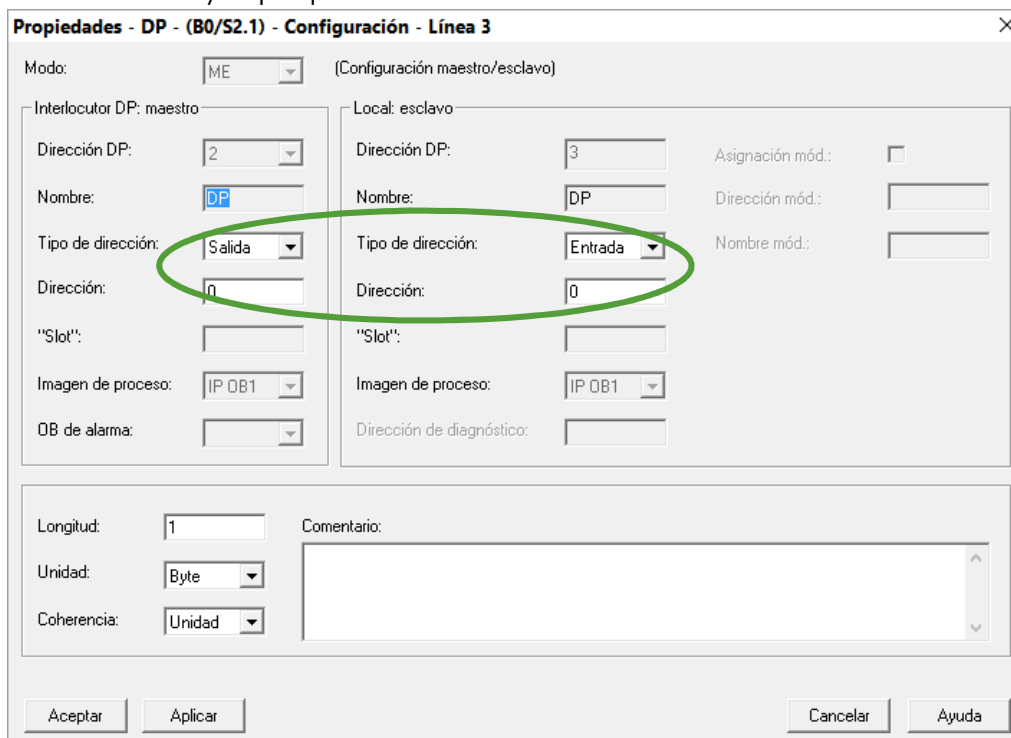 Propiedades - DP - (B0/S2.1) - Configuración - Línea 3
Modo: ME (Configuración maestro/esclavo)
Interlocutor DP: maestro
Dirección DP: 2
Nombre: DP
Tipo de dirección: Salida
Dirección: 0
"Slot":
Imagen de proceso: IP OB1
OB de alarma:
Local: esclavo
Dirección DP: 3
Nombre: DP
Tipo de dirección: Entrada
Dirección: 0
"Slot":
Imagen de proceso: IP OB1
Dirección de diagnóstico:
Asignación mód.:
Dirección mód.:
Nombre mód.:
Longitud: 1
Unidad: Byte
Coherencia: Unidad
Comentario:
Aceptar Aplicar Cancelar Ayuda